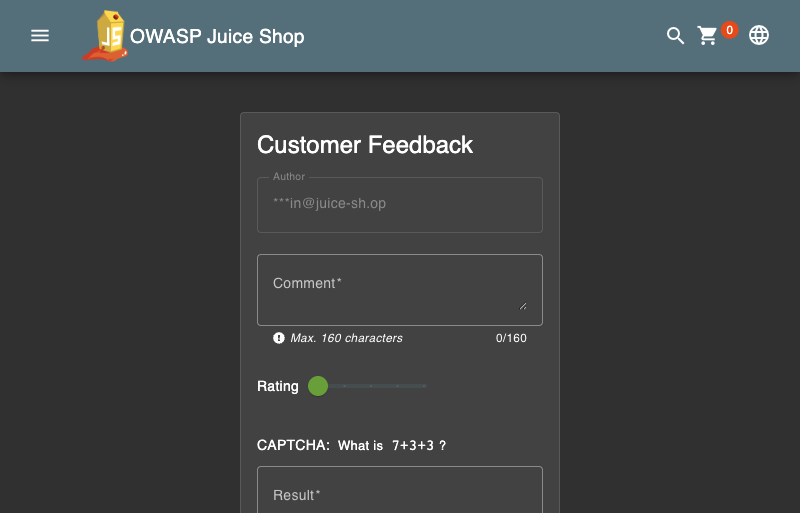 OWASP Juice Shop
0
Customer Feedback
Author
***in@juice-sh.op
Comment*
Max. 160 characters 0/160
Rating
CAPTCHA: What is 7+3+3 ?
Result*